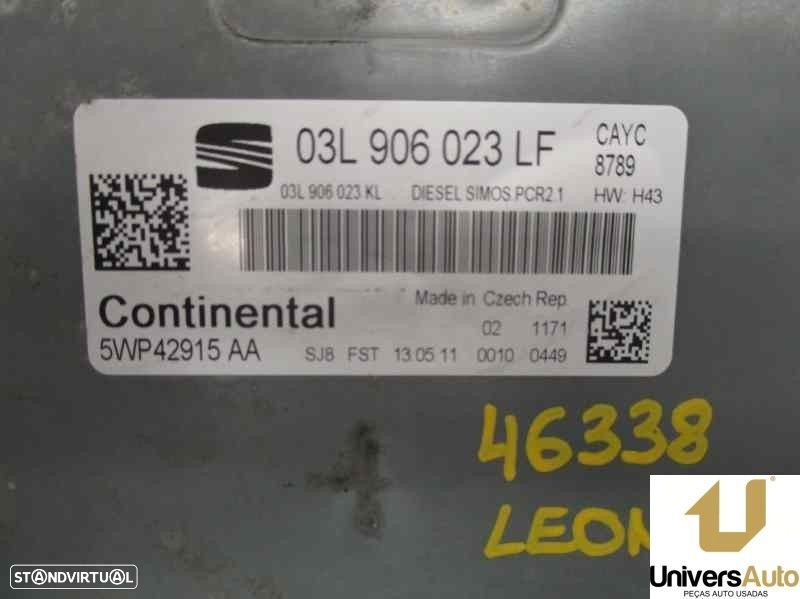 03L 906 023 LF
CAYC
8789
03L 906 023 KL DIESEL SIMOS.PCR2.1 HW: H43
Continental
Made in Czech Rep.
02 1171
5WP42915 AA SJ8 FST 13.05.11 0010 0449
46338
LEON
UniversAuto
PEÇAS AUTO USADAS
STANDVIRTUAL